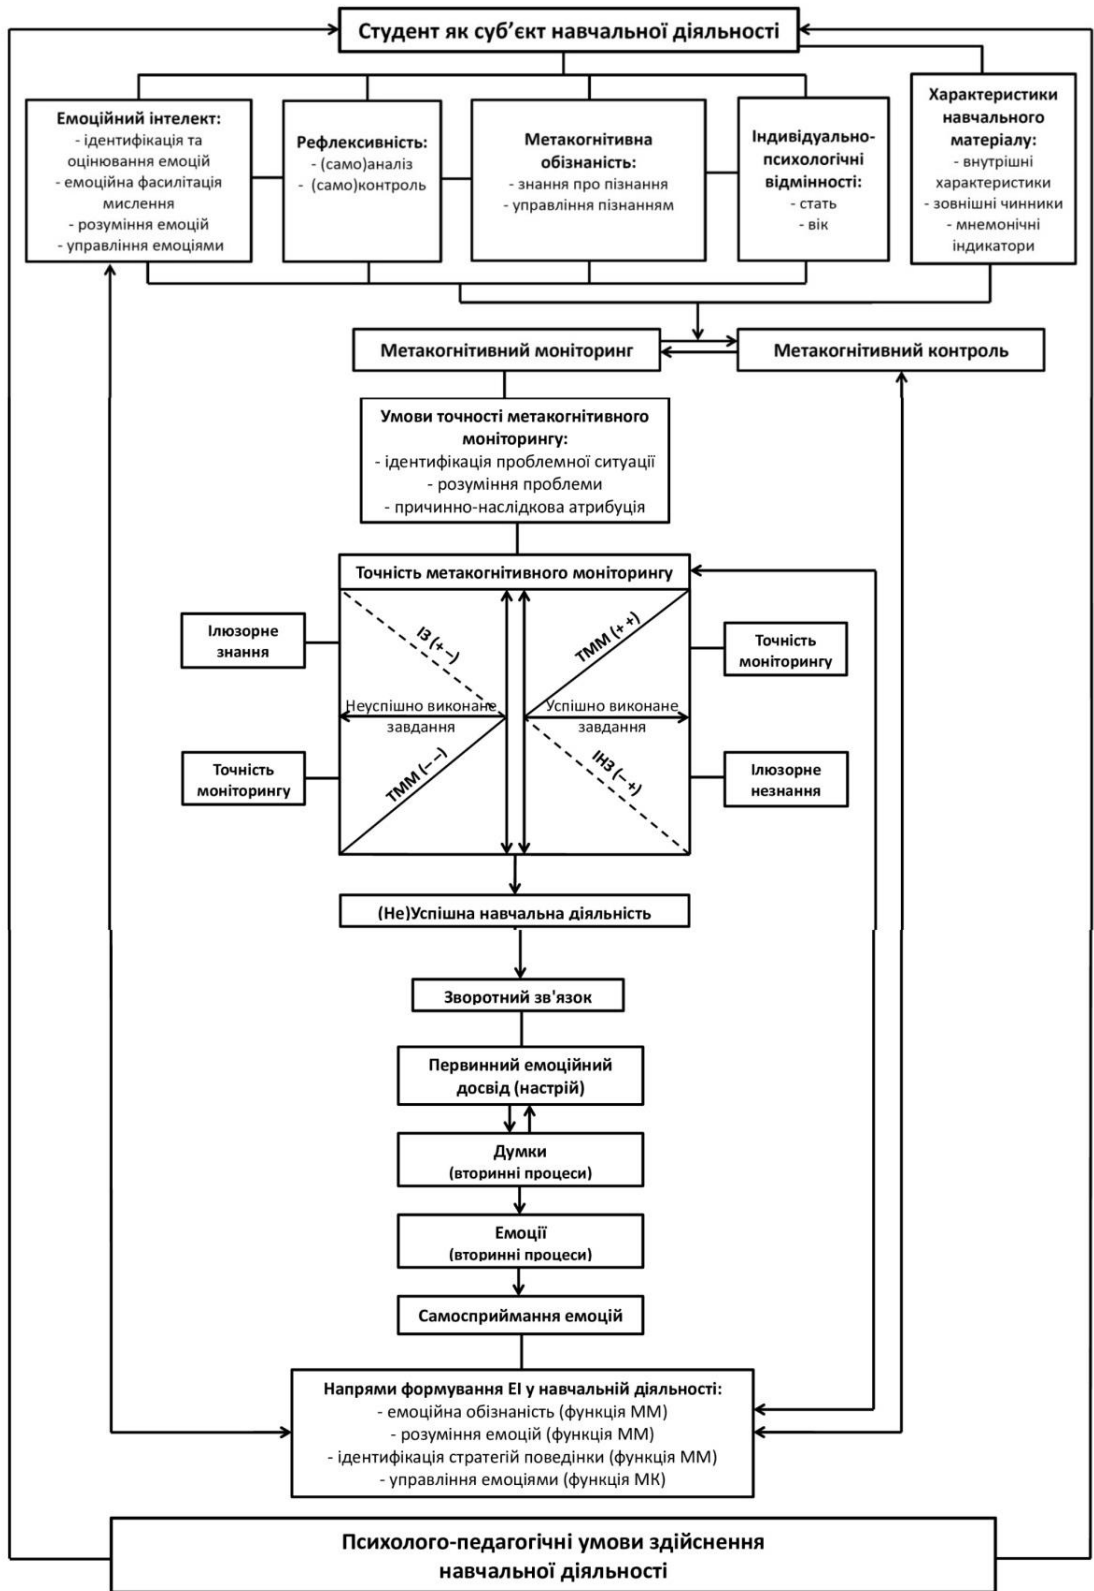 Студент як суб’єкт навчальної діяльності
Емоційний інтелект:
- ідентифікація та
оцінювання емоцій
- емоційна фасилітація
мислення
- розуміння емоцій
- управління емоціями
Рефлексивність:
- (само)аналіз
- (само)контроль
Метакогнітивна
обізнаність:
- знання про пізнання
- управління пізнанням
Індивідуально-
психологічні
відмінності:
- стать
- вік
Характеристики
навчального
матеріалу:
- внутрішні
характеристики
- зовнішні чинники
- мнемонічні
індикатори
Метакогнітивний моніторинг
Метакогнітивний контроль
Умови точності метакогнітивного
моніторингу:
- ідентифікація проблемної ситуації
- розуміння проблеми
- причинно-наслідкова атрибуція
Точність метакогнітивного моніторингу
Ілюзорне
знання
ІЗ (+ –)
ТММ (+ +)
Точність
моніторингу
Неуспішно виконане
завдання
Успішно виконане
завдання
Точність
моніторингу
ТММ (– –)
ІНЗ (– +)
Ілюзорне
незнання
(Не)Успішна навчальна діяльність
Зворотний зв'язок
Первинний емоційний
досвід (настрій)
Думки
(вторинні процеси)
Емоції
(вторинні процеси)
Самосприймання емоцій
Напрями формування ЕІ у навчальній діяльності:
- емоційна обізнаність (функція ММ)
- розуміння емоцій (функція ММ)
- ідентифікація стратегій поведінки (функція ММ)
- управління емоціями (функція МК)
Психолого-педагогічні умови здійснення
навчальної діяльності